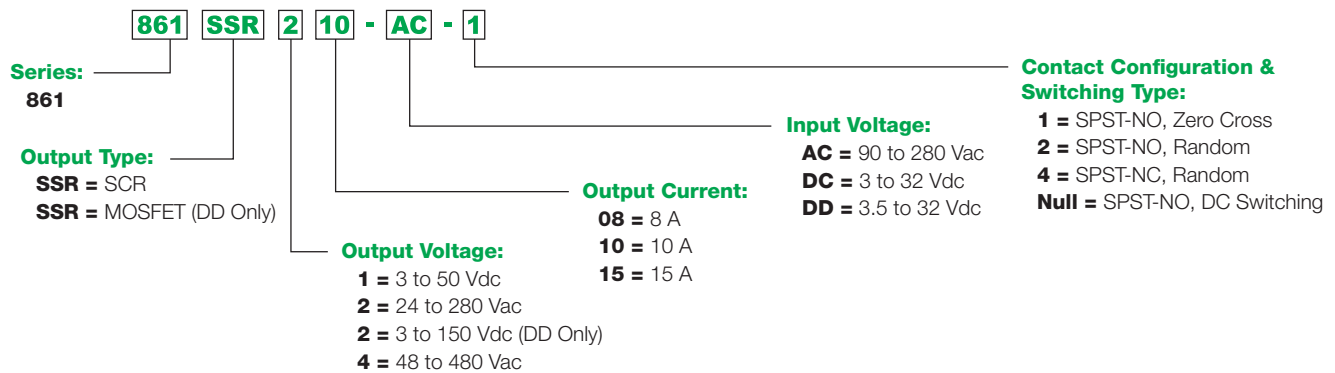 861 SSR 2 10 - AC - 1
Series:
861
Output Type:
SSR = SCR
SSR = MOSFET (DD Only)
Output Voltage:
1 = 3 to 50 Vdc
2 = 24 to 280 Vac
2 = 3 to 150 Vdc (DD Only)
4 = 48 to 480 Vac
Output Current:
08 = 8 A
10 = 10 A
15 = 15 A
Input Voltage:
AC = 90 to 280 Vac
DC = 3 to 32 Vdc
DD = 3.5 to 32 Vdc
Contact Configuration &
Switching Type:
1 = SPST-NO, Zero Cross
2 = SPST-NO, Random
4 = SPST-NC, Random
Null = SPST-NO, DC Switching